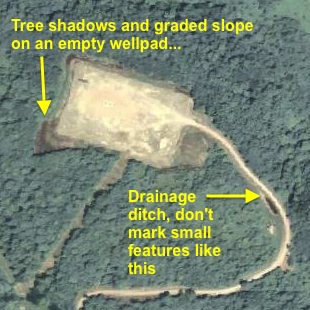 Tree shadows and graded slope
on an empty wellpad...
Drainage
ditch, don't
mark small
features like
this